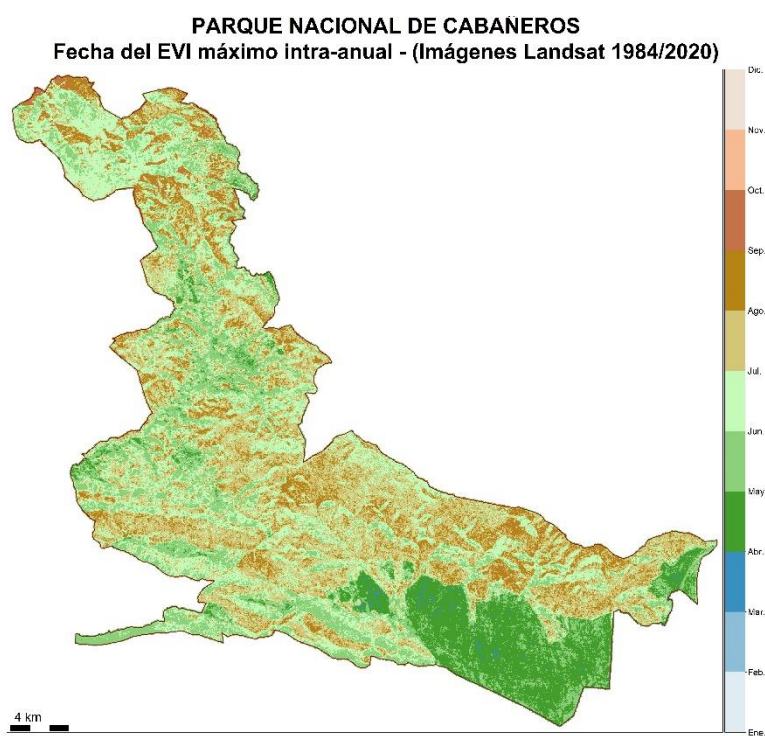 PARQUE NACIONAL DE CABAÑEROS
Fecha del EVI máximo intra-anual - (Imágenes Landsat 1984/2020)
Dic.
Nov.
Oct.
Sep.
Ago.
Jul.
Jun.
May
Abr.
Mar.
Feb.
Ene.
4 km